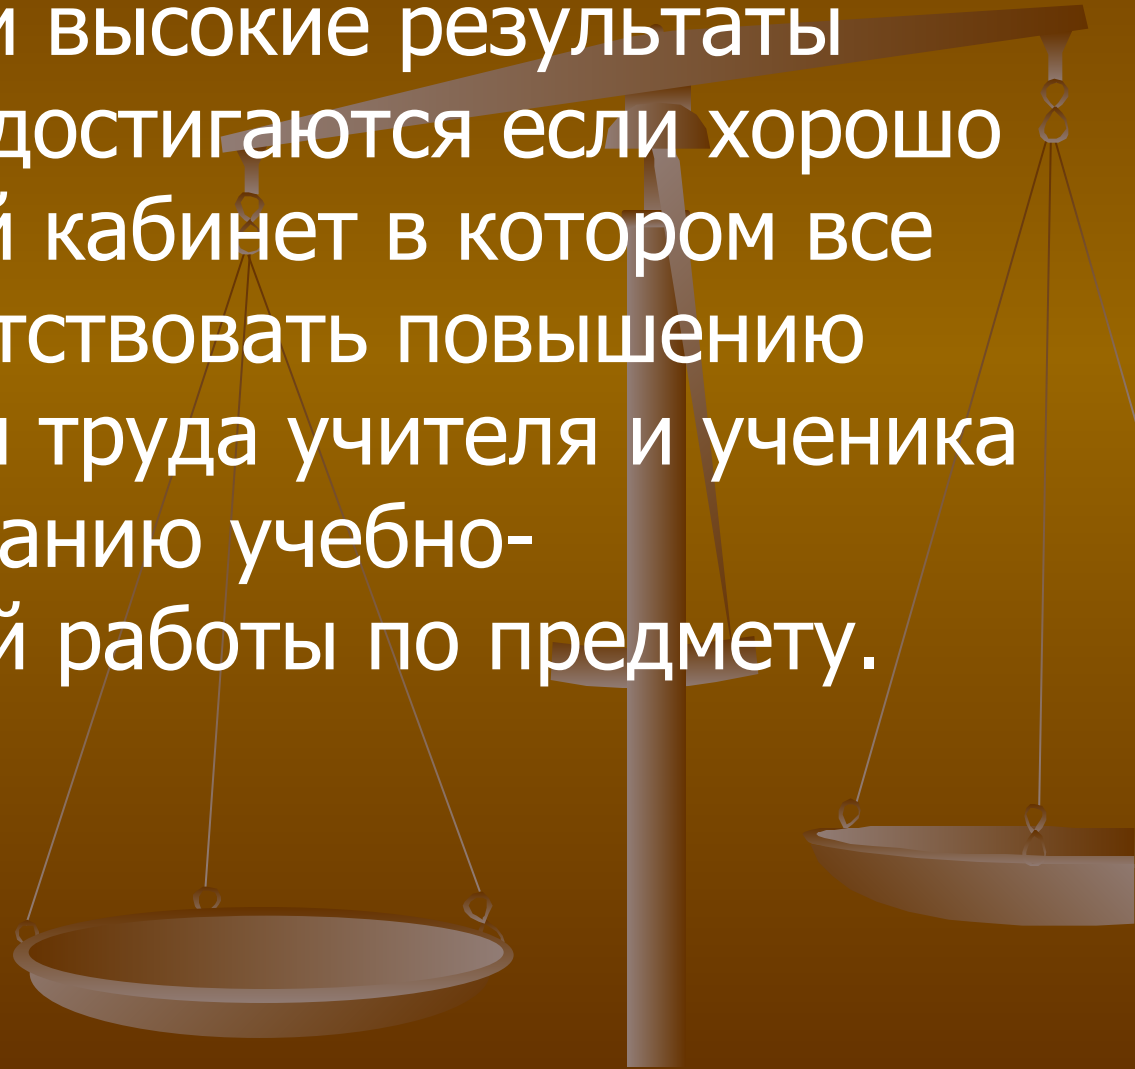 и высокие результаты
достигаются если хорошо
й кабинет в котором все
тствовать повышению
и труда учителя и ученика
анию учебно-
й работы по предмету.